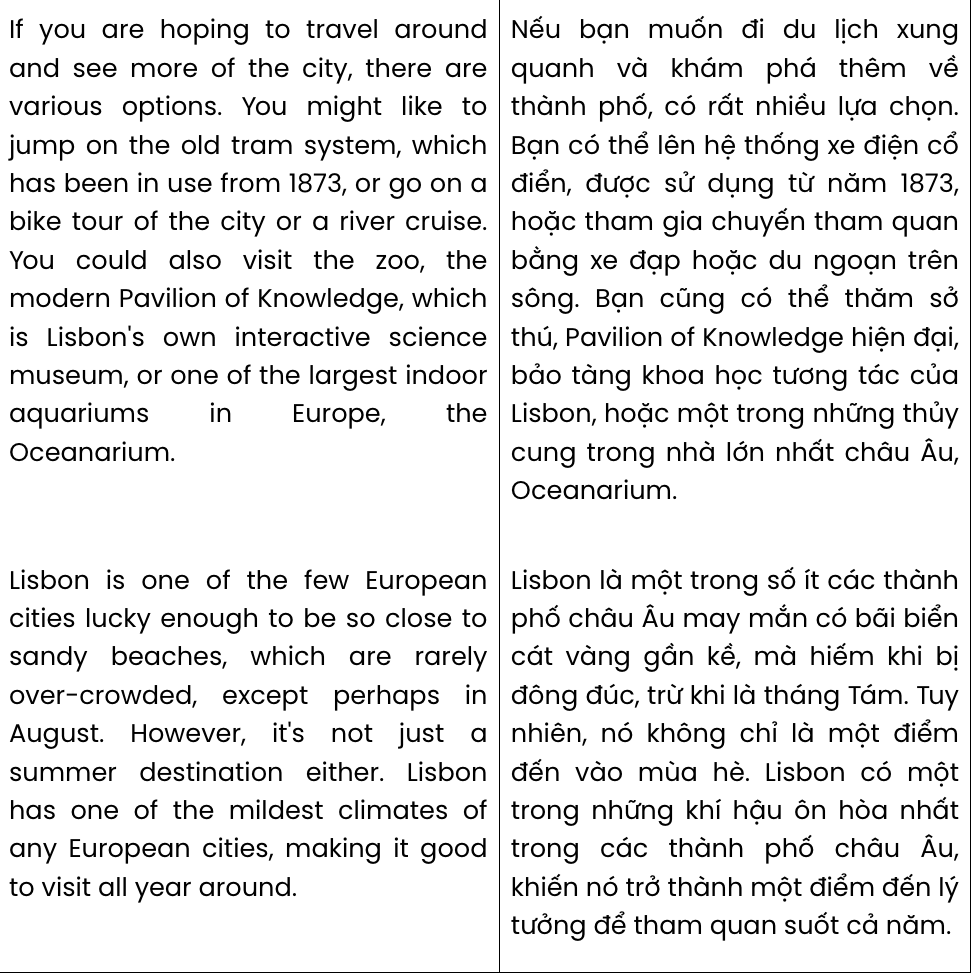 If you are hoping to travel around
and see more of the city, there are
various options. You might like to
jump on the old tram system, which
has been in use from 1873, or go on a
bike tour of the city or a river cruise.
You could also visit the zoo, the
modern Pavilion of Knowledge, which
is Lisbon's own interactive science
museum, or one of the largest indoor
aquariums in Europe, the
Oceanarium.
Nếu bạn muốn đi du lịch xung
quanh và khám phá thêm về
thành phố, có rất nhiều lựa chọn.
Bạn có thể lên hệ thống xe điện cổ
điển, được sử dụng từ năm 1873,
hoặc tham gia chuyến tham quan
bằng xe đạp hoặc du ngoạn trên
sông. Bạn cũng có thể thăm sở
thú, Pavilion of Knowledge hiện đại,
bảo tàng khoa học tương tác của
Lisbon, hoặc một trong những thủy
cung trong nhà lớn nhất châu Âu,
Oceanarium.
Lisbon is one of the few European
cities lucky enough to be so close to
sandy beaches, which are rarely
over-crowded, except perhaps in
August. However, it's not just a
summer destination either. Lisbon
has one of the mildest climates of
any European cities, making it good
to visit all year around.
Lisbon là một trong số ít các thành
phố châu Âu may mắn có bãi biển
cát vàng gần kề, mà hiếm khi bị
đông đúc, trừ khi là tháng Tám. Tuy
nhiên, nó không chỉ là một điểm
đến vào mùa hè. Lisbon có một
trong những khí hậu ôn hòa nhất
trong các thành phố châu Âu,
khiến nó trở thành một điểm đến lý
tưởng để tham quan suốt cả năm.